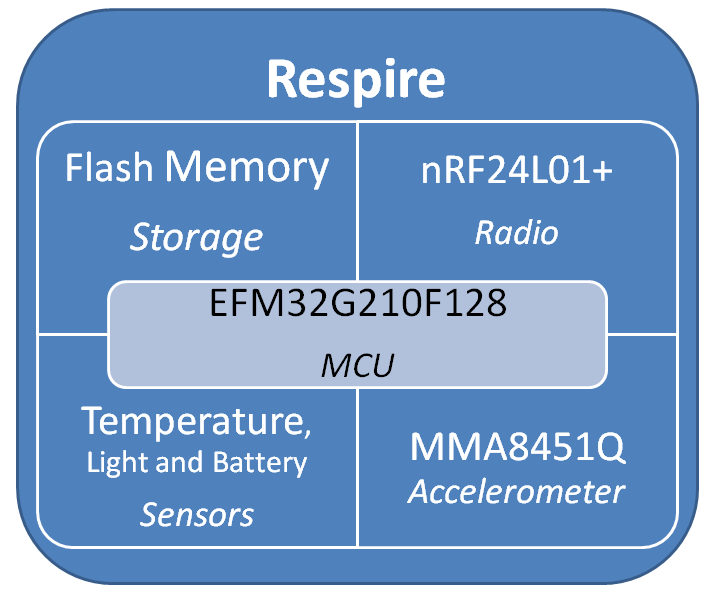 Respire
Flash Memory
Storage
nRF24L01+
Radio
EFM32G210F128
MCU
Temperature,
Light and Battery
Sensors
MMA8451Q
Accelerometer